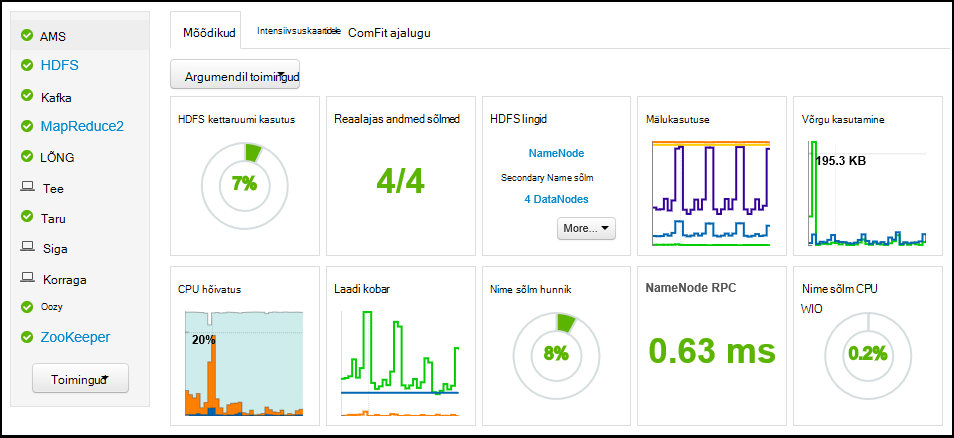 AMS
HDFS
Kafka
MapReduce2
LÕNG
Tee
Taru
Siga
Korraga
Oozy
ZooKeeper
Toimingud
Mõõdikud
ComFit ajalugu
Argumendil toimingud
HDFS kettaruumi kasutus
7%
Reaalajas andmed sõlmed
4/4
HDFS lingid
NameNode
Secondary Name sõlm
4 DataNodes
More...
Mälukasutuse
Võrgu kasutamine
195.3 KB
CPU hõivatus
20%
Laadi kobar
Nime sõlm hunnik
8%
NameNode RPC
0.63 ms
Nime sõlm CPU
WIO
0.2%